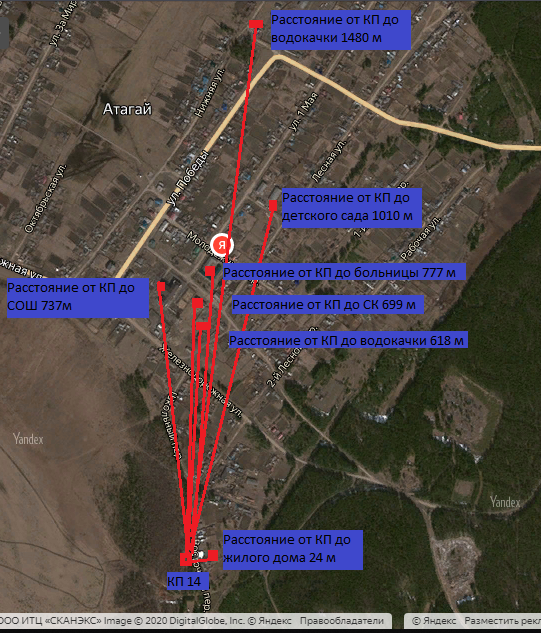 Расстояние от КП до
водокачки 1480 м
Атагай
Нижняя ул.
ул. 1 Мая
Лесная ул.
ул. Победы
Октябрьская ул.
Расстояние от КП до
детского сада 1010 м
Рабочая ул.
Я
Расстояние от КП до больницы 777 м
Расстояние от КП до
СОШ 737м
Расстояние от КП до СК 699 м
Расстояние от КП до водокачки 618 м
Железнодорожная ул.
Yandex
Yandex
Расстояние от КП до
жилого дома 24 м
КП 14
ООО ИТЦ «СКАНЭКС» Image © 2020 DigitalGlobe, Inc. © Яндекс Правообладатели
© Яндекс Разместить рекл